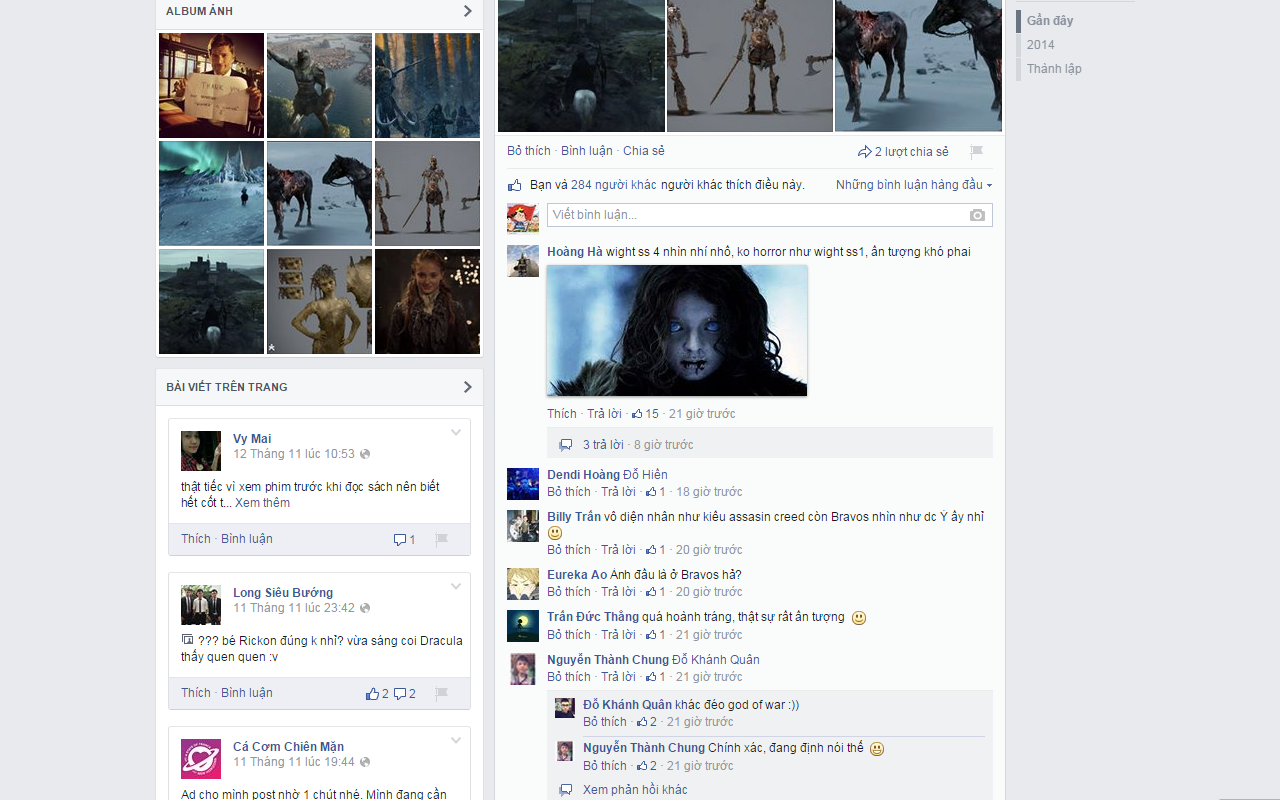 ALBUM ẢNH
THANK
BÀI VIẾT TRÊN TRANG
Vy Mai
12 Tháng 11 lúc 10:53
thật tiếc vì xem phim trước khi đọc sách nên biết
hết cốt t... Xem thêm
Thích · Bình luận
1
Long Siêu Bướng
11 Tháng 11 lúc 23:42
??? bé Rickon đúng k nhỉ? vừa sáng coi Dracula
thấy quen quen :v
Thích · Bình luận
2 2
Cá Cơm Chiên Mặn
11 Tháng 11 lúc 19:44
Ad cho mình post nhờ 1 chút nhé. Mình đang cần
Bỏ thích · Bình luận · Chia sẻ
2 lượt chia sẻ
Bạn và 284 người khác người khác thích điều này.
Những bình luận hàng đầu
Viết bình luận...
Hoàng Hà wight ss 4 nhìn nhí nhố, ko horror như wight ss1, ấn tượng khó phai
Thích · Trả lời · 15 · 21 giờ trước
3 trả lời · 8 giờ trước
Dendi Hoàng Đỗ Hiền
Bỏ thích · Trả lời · 1 · 18 giờ trước
Billy Trần vô diện nhân như kiểu assasin creed còn Bravos nhìn như dc Ý ấy nhỉ
Bỏ thích · Trả lời · 1 · 20 giờ trước
Eureka Ao Ảnh đầu là ở Bravos hả?
Bỏ thích · Trả lời · 1 · 20 giờ trước
Trần Đức Thắng quá hoành tráng, thật sự rất ấn tượng
Bỏ thích · Trả lời · 1 · 21 giờ trước
Nguyễn Thành Chung Đỗ Khánh Quân
Bỏ thích · Trả lời · 1 · 21 giờ trước
Đỗ Khánh Quân khác đéo god of war :))
Bỏ thích · 2 · 21 giờ trước
Nguyễn Thành Chung Chính xác, đang định nói thế
Bỏ thích · 2 · 21 giờ trước
Xem phản hồi khác
Gần đây
2014
Thành lập